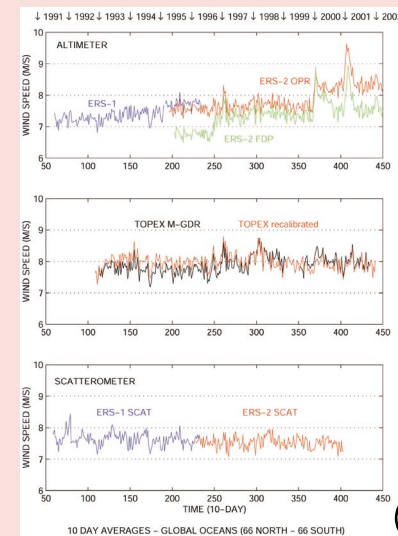 ↓ 1991 ↓ 1992 ↓ 1993 ↓ 1994 ↓ 1995 ↓ 1996 ↓ 1997 ↓ 1998 ↓ 1999 ↓ 2000 ↓ 2001 ↓ 200
10
ALTIMETER
9
ERS-2 OPR
8
ERS-1
7
ERS-2 FDP
6
WIND SPEED (M/S)
50 100 150 200 250 300 350 400 450
10
TOPEX M-GDR TOPEX recalibrated
9
8
7
6
WIND SPEED (M/S)
50 100 150 200 250 300 350 400 450
10
SCATTEROMETER
9
ERS-1 SCAT ERS-2 SCAT
8
7
6
WIND SPEED (M/S)
50 100 150 200 250 300 350 400 450
TIME (10-DAY)
10 DAY AVERAGES - GLOBAL OCEANS (66 NORTH - 66 SOUTH)